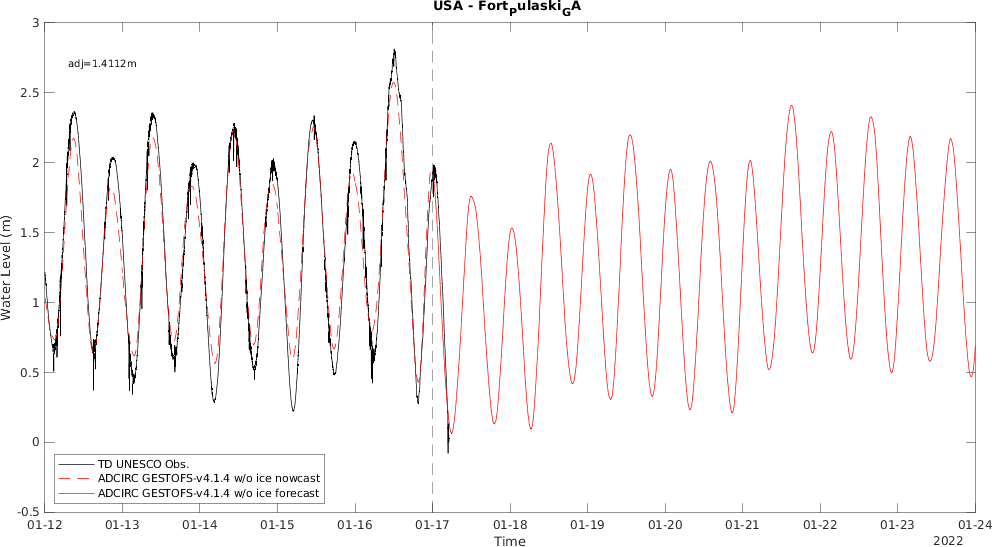 USA - FortPulaskiGA
adj=1.4112m
3
2.5
2
1.5
1
0.5
0
-0.5
Water Level (m)
TD UNESCO Obs.
ADCIRC GESTOFS-v4.1.4 w/o ice nowcast
ADCIRC GESTOFS-v4.1.4 w/o ice forecast
01-12 01-13 01-14 01-15 01-16 01-17 01-18 01-19 01-20 01-21 01-22 01-23 01-24
Time
2022